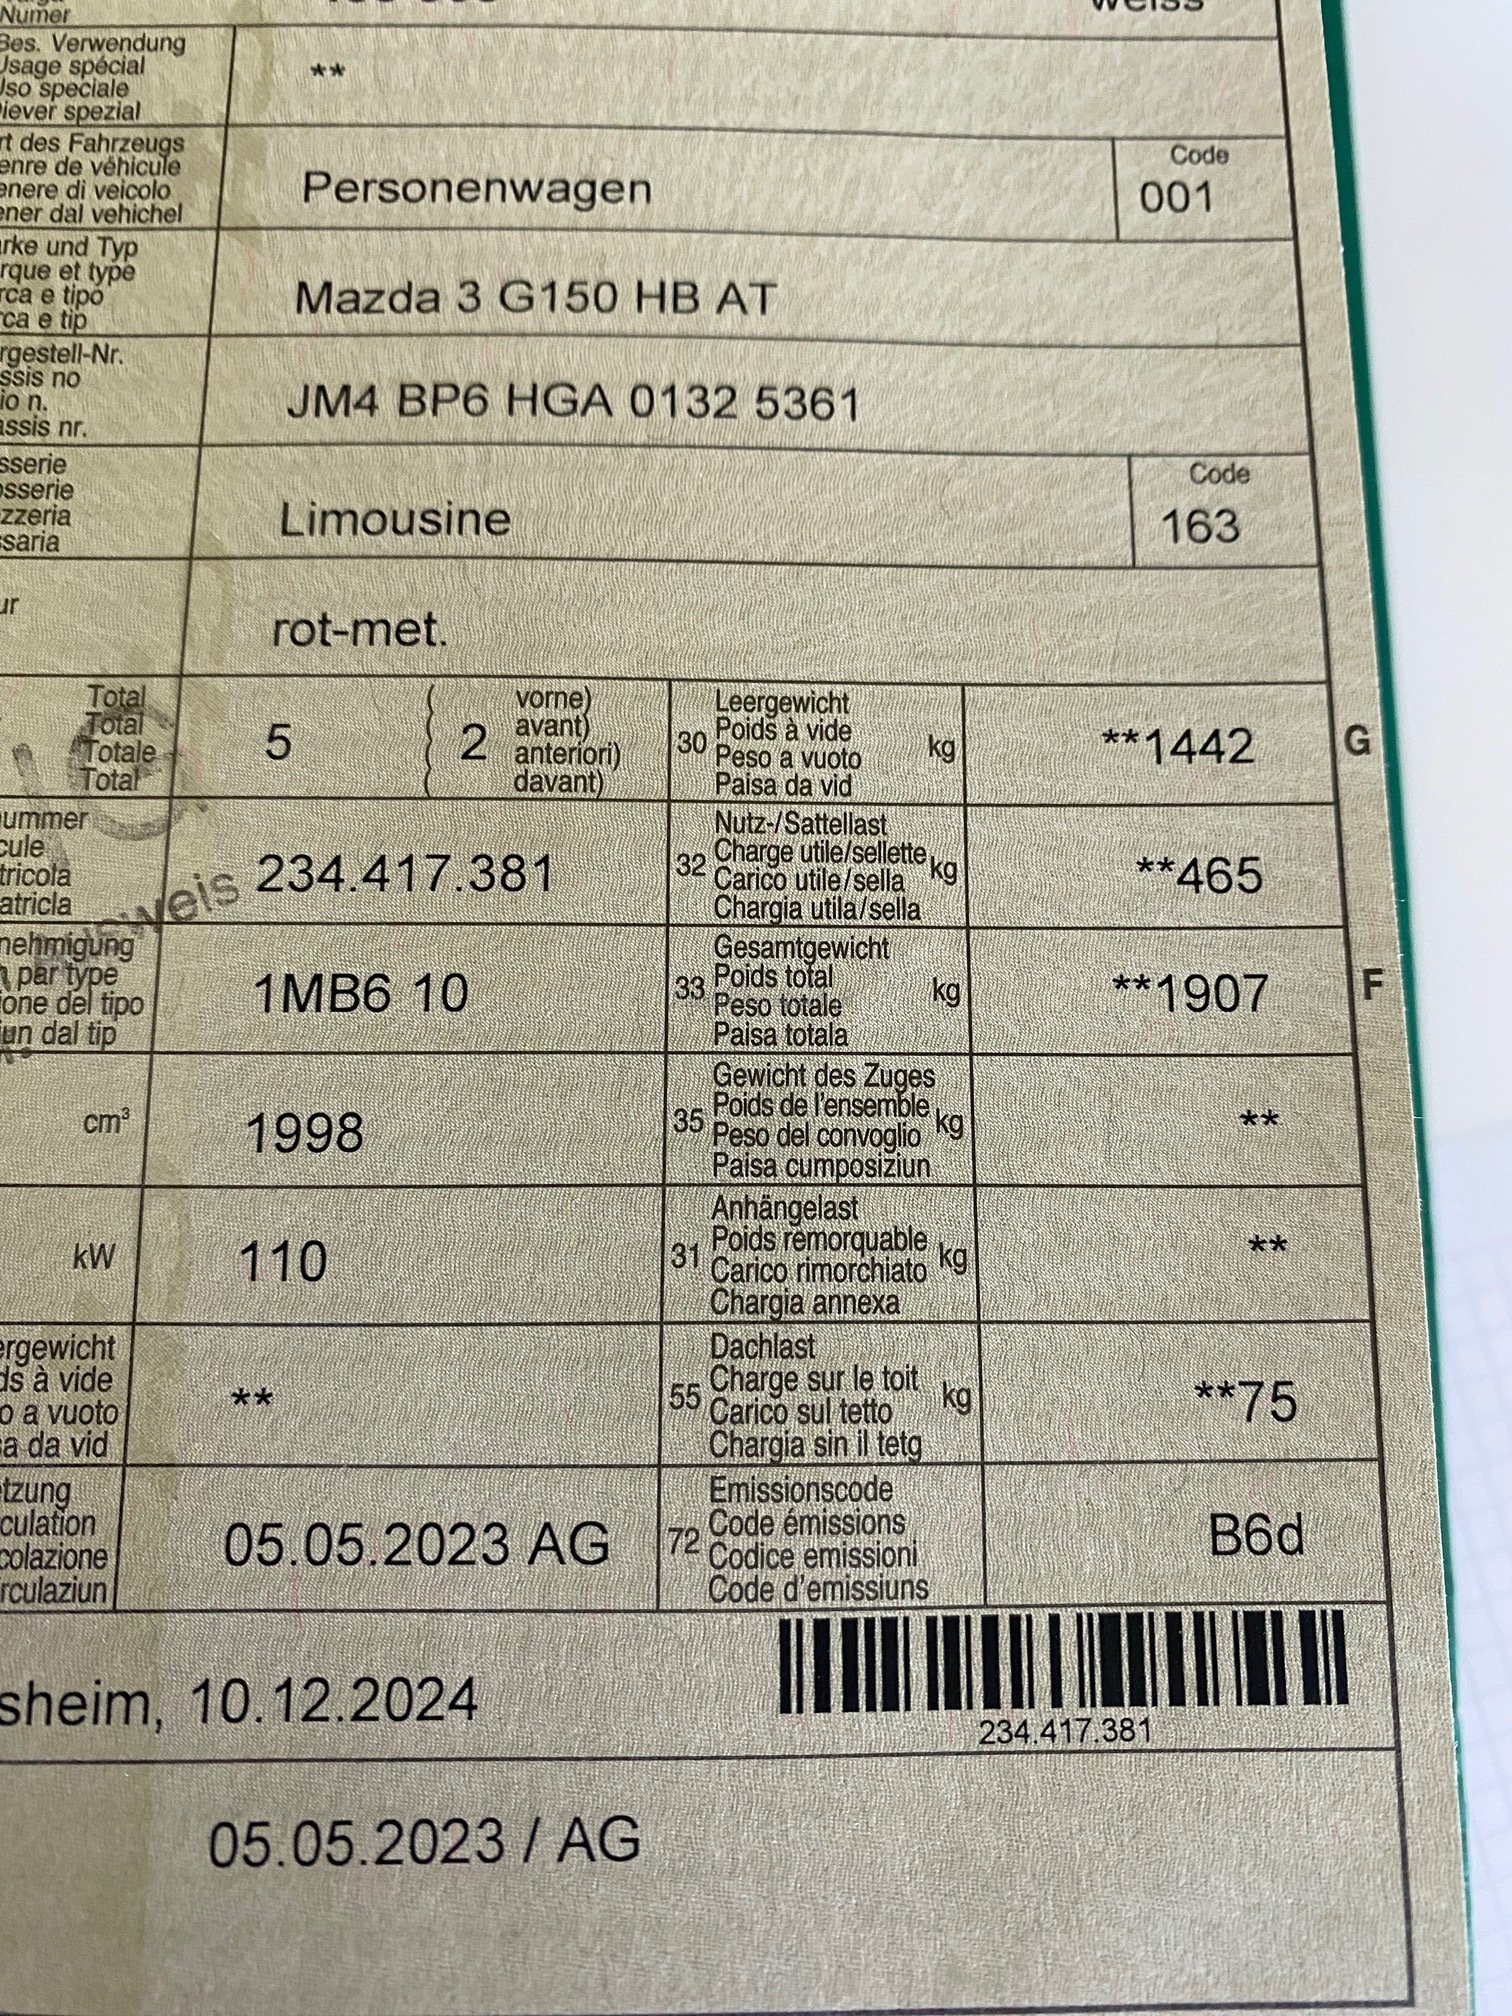 Numer
weiss
Bes. Verwendung
Usage spécial
Uso speciale
Diever spezial
**
rt des Fahrzeugs
enre de véhicule
enere di veicolo
ener dal vehichel
Personenwagen
Code
001
rke und Typ
rque et type
rca e tipo
rca e tip
Mazda 3 G150 HB AT
rgestell-Nr.
ssis no
io n.
assis nr.
JM4 BP6 HGA 0132 5361
sserie
osserie
zzeria
ssaria
Limousine
Code
163
ur
rot-met.
Total
Total
Totale
Total
5
2
vorne)
avant)
anteriori)
davant)
30
Leergewicht
Poids à vide
Peso a vuoto
Paisa da vid
kg
**1442
G
ummer
cule
tricola
atricla
weis
234.417.381
32
Nutz-/Sattellast
Charge utile/sellette
Carico utile/sella
Chargia utila/sella
kg
**465
nehmigung
par type
ione del tipo
un dal tip
1MB6 10
33
Gesamtgewicht
Poids total
Peso totale
Paisa totala
kg
**1907
F
cm³
1998
35
Gewicht des Zuges
Poids de l'ensemble
Peso del convoglio
Paisa cumposiziun
kg
**
kW
110
31
Anhängelast
Poids remorquable
Carico rimorchiato
Chargia annexa
kg
**
ergewicht
ds à vide
o a vuoto
sa da vid
**
55
Dachlast
Charge sur le toit
Carico sul tetto
Chargia sin il tetg
kg
**75
tzung
culation
colazione
rculaziun
05.05.2023 AG
72
Emissionscode
Code émissions
Codice emissioni
Code d'emissiuns
B6d
sheim, 10.12.2024
234.417.381
05.05.2023 / AG